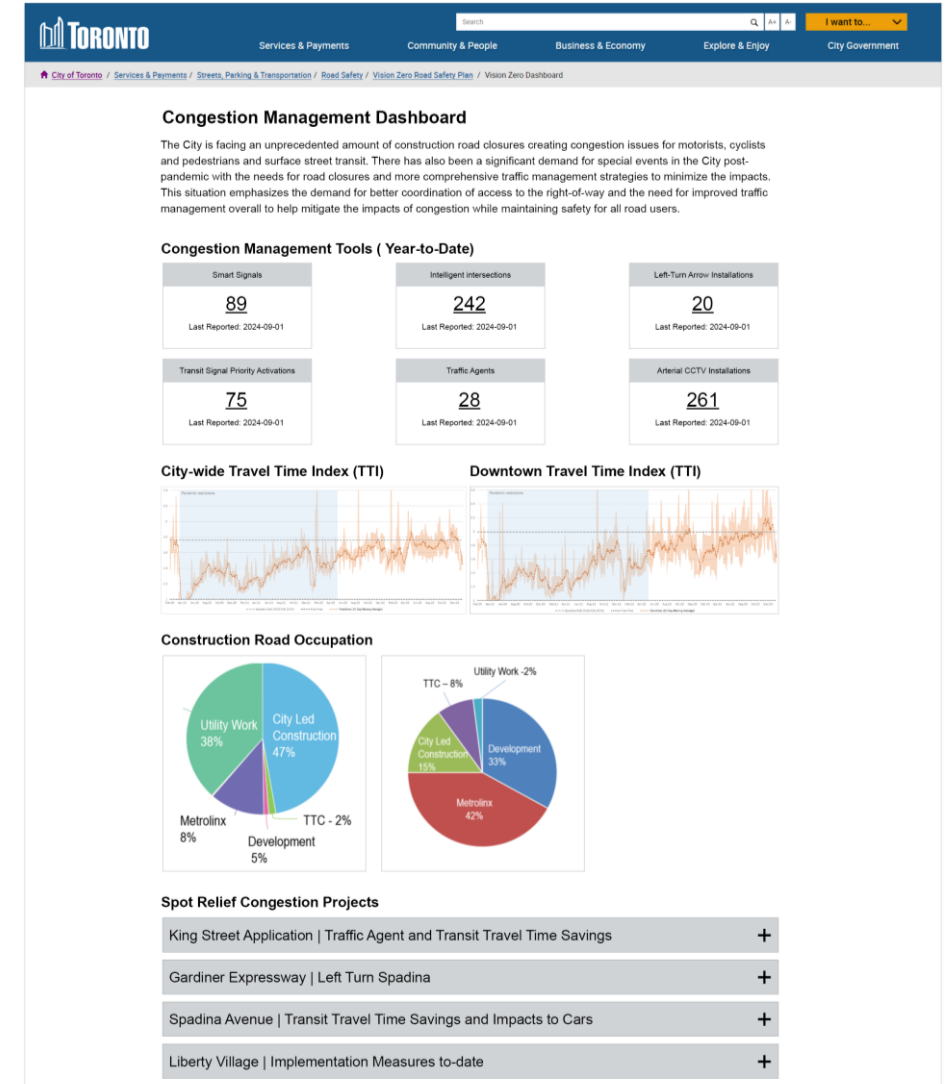 TORONTO
Search
A+ A-
I want to...
Services & Payments Community & People Business & Economy Explore & Enjoy City Government
City of Toronto / Services & Payments / Streets, Parking & Transportation / Road Safety / Vision Zero Road Safety Plan / Vision Zero Dashboard
Congestion Management Dashboard
The City is facing an unprecedented amount of construction road closures creating congestion issues for motorists, cyclists
and pedestrians and surface street transit. There has also been a significant demand for special events in the City post-
pandemic with the needs for road closures and more comprehensive traffic management strategies to minimize the impacts.
This situation emphasizes the demand for better coordination of access to the right-of-way and the need for improved traffic
management overall to help mitigate the impacts of congestion while maintaining safety for all road users.
Congestion Management Tools ( Year-to-Date)
Smart Signals
89
Last Reported: 2024-09-01
Intelligent intersections
242
Last Reported: 2024-09-01
Left-Turn Arrow Installations
20
Last Reported: 2024-09-01
Transit Signal Priority Activations
75
Last Reported: 2024-09-01
Traffic Agents
28
Last Reported: 2024-09-01
Arterial CCTV Installations
261
Last Reported: 2024-09-01
City-wide Travel Time Index (TTI)
Downtown Travel Time Index (TTI)
Construction Road Occupation
Utility Work
38%
City Led
Construction
47%
Metrolinx
8%
Development
5%
TTC - 2%
Utility Work -2%
TTC – 8%
City Led
Construction
15%
Development
33%
Metrolinx
42%
Spot Relief Congestion Projects
King Street Application | Traffic Agent and Transit Travel Time Savings
Gardiner Expressway | Left Turn Spadina
Spadina Avenue | Transit Travel Time Savings and Impacts to Cars
Liberty Village | Implementation Measures to-date